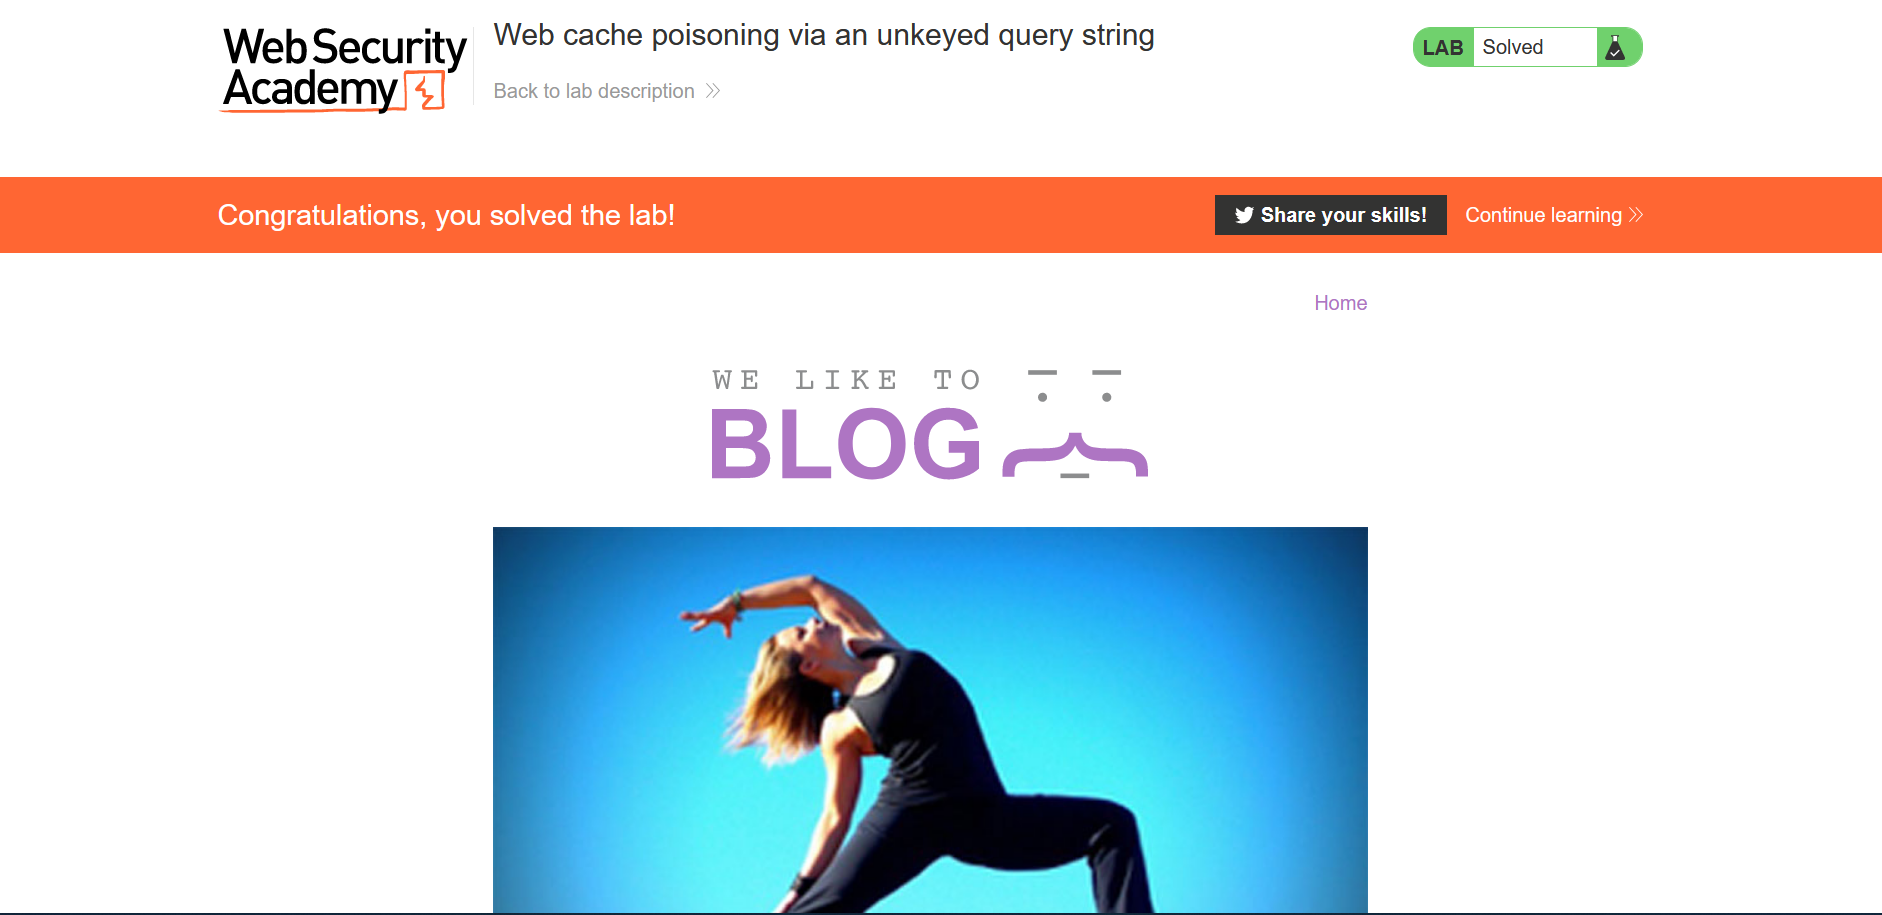 Web Security
Academy
Web cache poisoning via an unkeyed query string
Back to lab description
LAB Solved
Congratulations, you solved the lab!
Share your skills!
Continue learning
Home
WE LIKE TO
BLOG